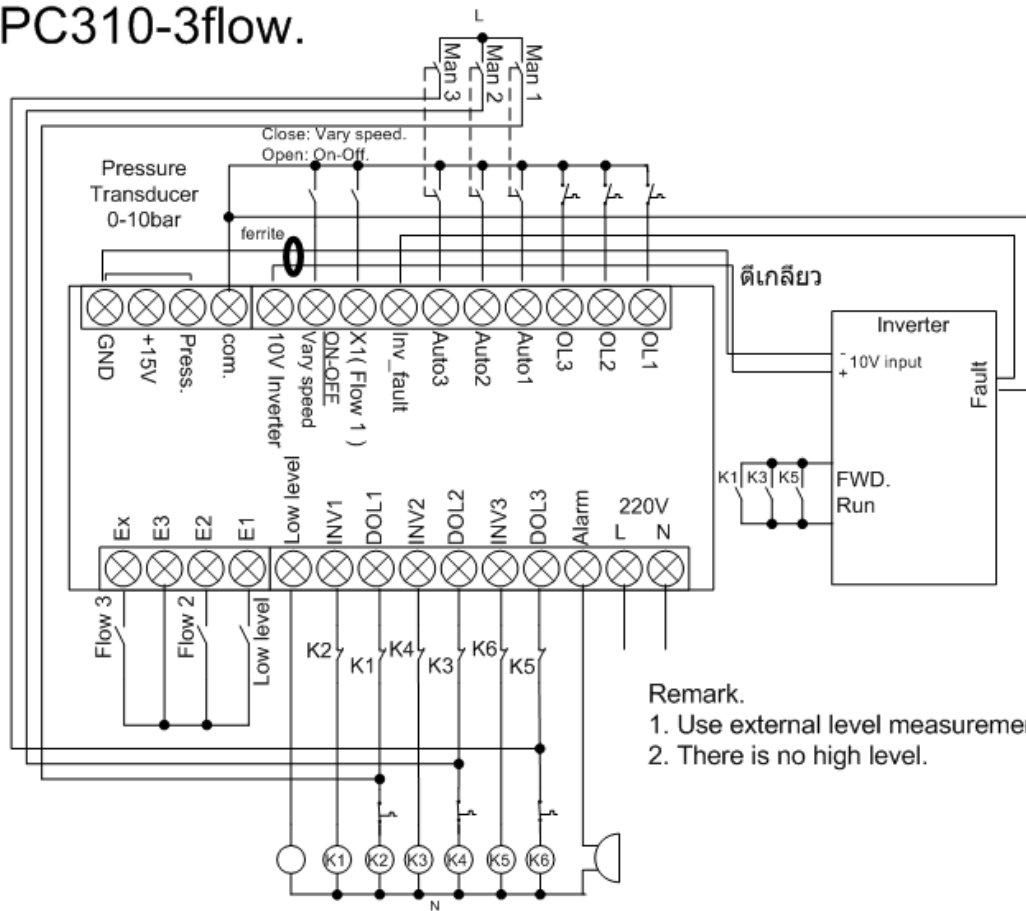 PC310-3flow.
L
Man 3
Man 2
Man 1
Close: Vary speed.
Open: On-Off.
Pressure
Transducer
0-10bar
ferrite
ตีเกลียว
GND
+15V
Press.
com.
10V Inverter
Vary speed
ON-OFF
X1( Flow 1 )
Inv_fault
Auto3
Auto2
Auto1
OL3
OL2
OL1
Inverter
-
10V input
+
Fault
K1
K3
K5
FWD.
Run
Ex
E3
E2
E1
Low level
INV1
DOL1
INV2
DOL2
INV3
DOL3
Alarm
220V
L
N
Flow 3
Flow 2
Low level
K2
K1
K4
K3
K6
K5
Remark.
1. Use external level measureme
2. There is no high level.
K1
K2
K3
K4
K5
K6
N